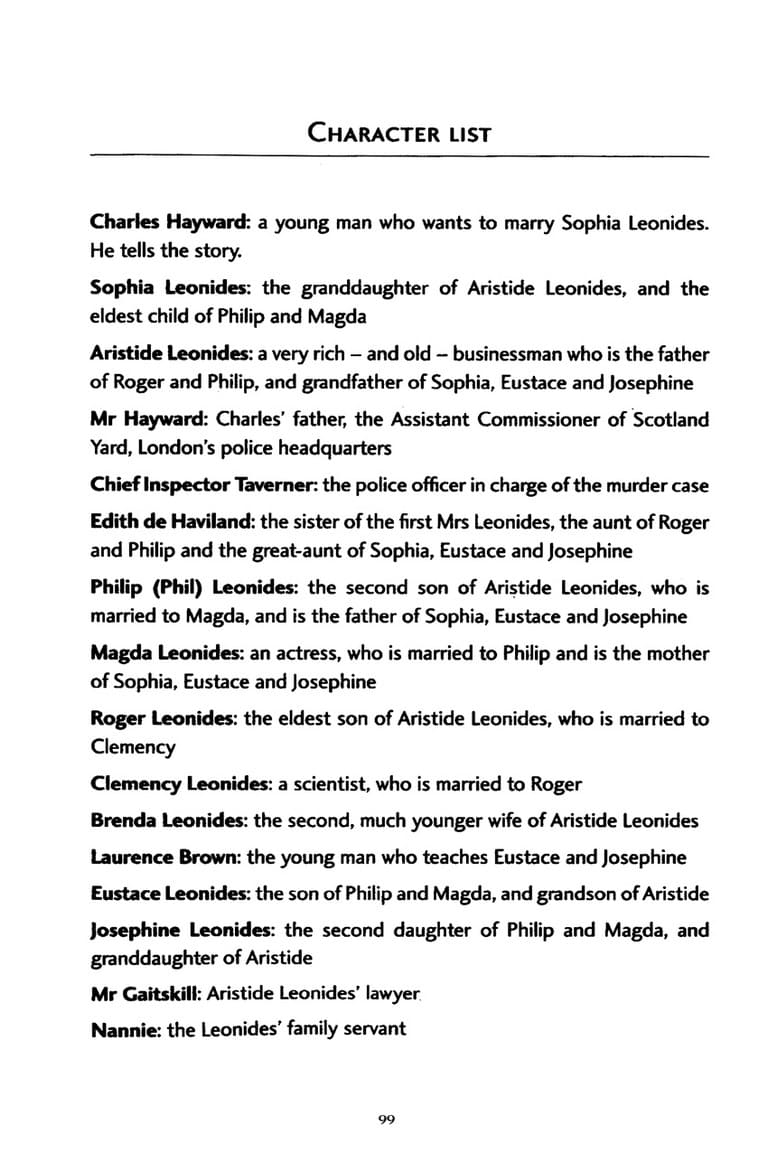 CHARACTER LIST
Charles Hayward: a young man who wants to marry Sophia Leonides.
He tells the story.
Sophia Leonides: the granddaughter of Aristide Leonides, and the
eldest child of Philip and Magda
Aristide Leonides: a very rich – and old – businessman who is the father
of Roger and Philip, and grandfather of Sophia, Eustace and Josephine
Mr Hayward: Charles' father, the Assistant Commissioner of Scotland
Yard, London's police headquarters
Chief Inspector Taverner: the police officer in charge of the murder case
Edith de Haviland: the sister of the first Mrs Leonides, the aunt of Roger
and Philip and the great-aunt of Sophia, Eustace and Josephine
Philip (Phil) Leonides: the second son of Aristide Leonides, who is
married to Magda, and is the father of Sophia, Eustace and Josephine
Magda Leonides: an actress, who is married to Philip and is the mother
of Sophia, Eustace and Josephine
Roger Leonides: the eldest son of Aristide Leonides, who is married to
Clemency
Clemency Leonides: a scientist, who is married to Roger
Brenda Leonides: the second, much younger wife of Aristide Leonides
Laurence Brown: the young man who teaches Eustace and Josephine
Eustace Leonides: the son of Philip and Magda, and grandson of Aristide
Josephine Leonides: the second daughter of Philip and Magda, and
granddaughter of Aristide
Mr Gaitskill: Aristide Leonides' lawyer
Nannie: the Leonides' family servant
99